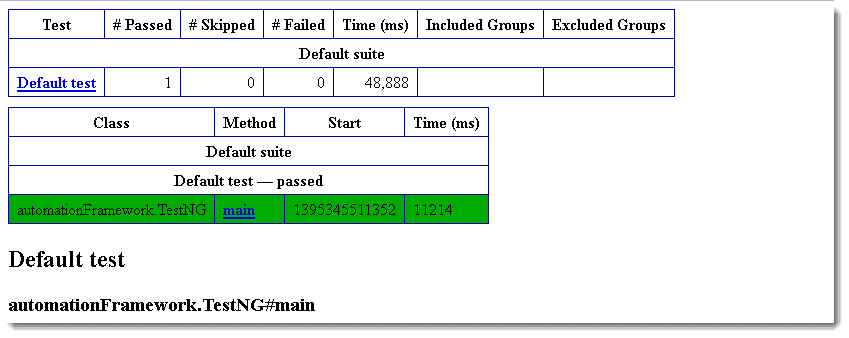 Test # Passed # Skipped # Failed Time (ms) Included Groups Excluded Groups
Default suite
Default test 1 0 0 48,888
Class Method Start Time (ms)
Default suite
Default test — passed
automationFramework.TestNG main 1395345511352 11214
Default test
automationFramework.TestNG#main